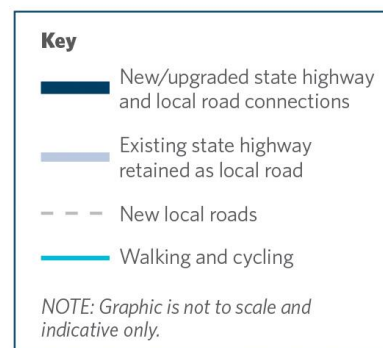 Key
New/upgraded state highway
and local road connections
Existing state highway
retained as local road
New local roads
Walking and cycling
NOTE: Graphic is not to scale and
indicative only.